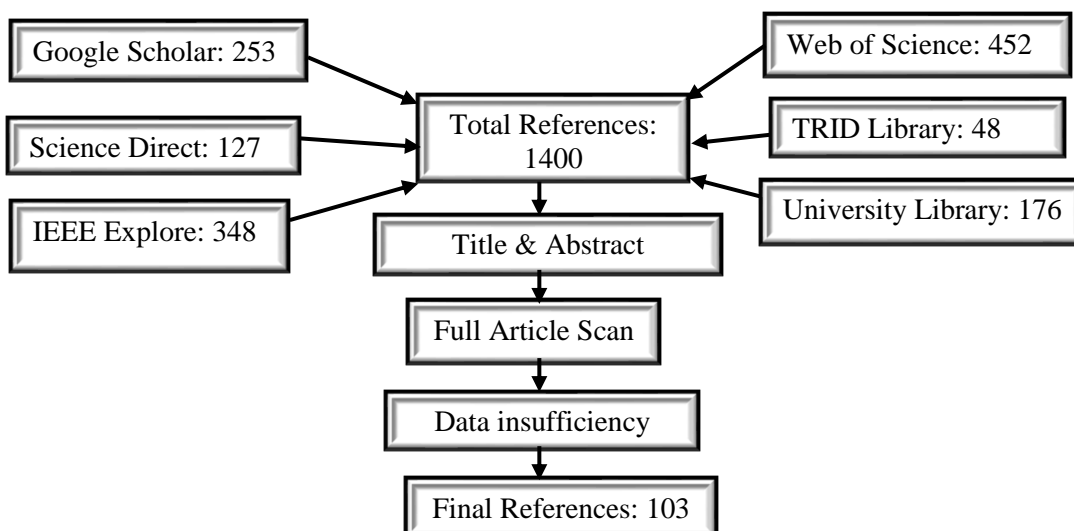 Google Scholar: 253
Web of Science: 452
Science Direct: 127
Total References:
1400
TRID Library: 48
IEEE Explore: 348
University Library: 176
Title & Abstract
Full Article Scan
Data insufficiency
Final References: 103